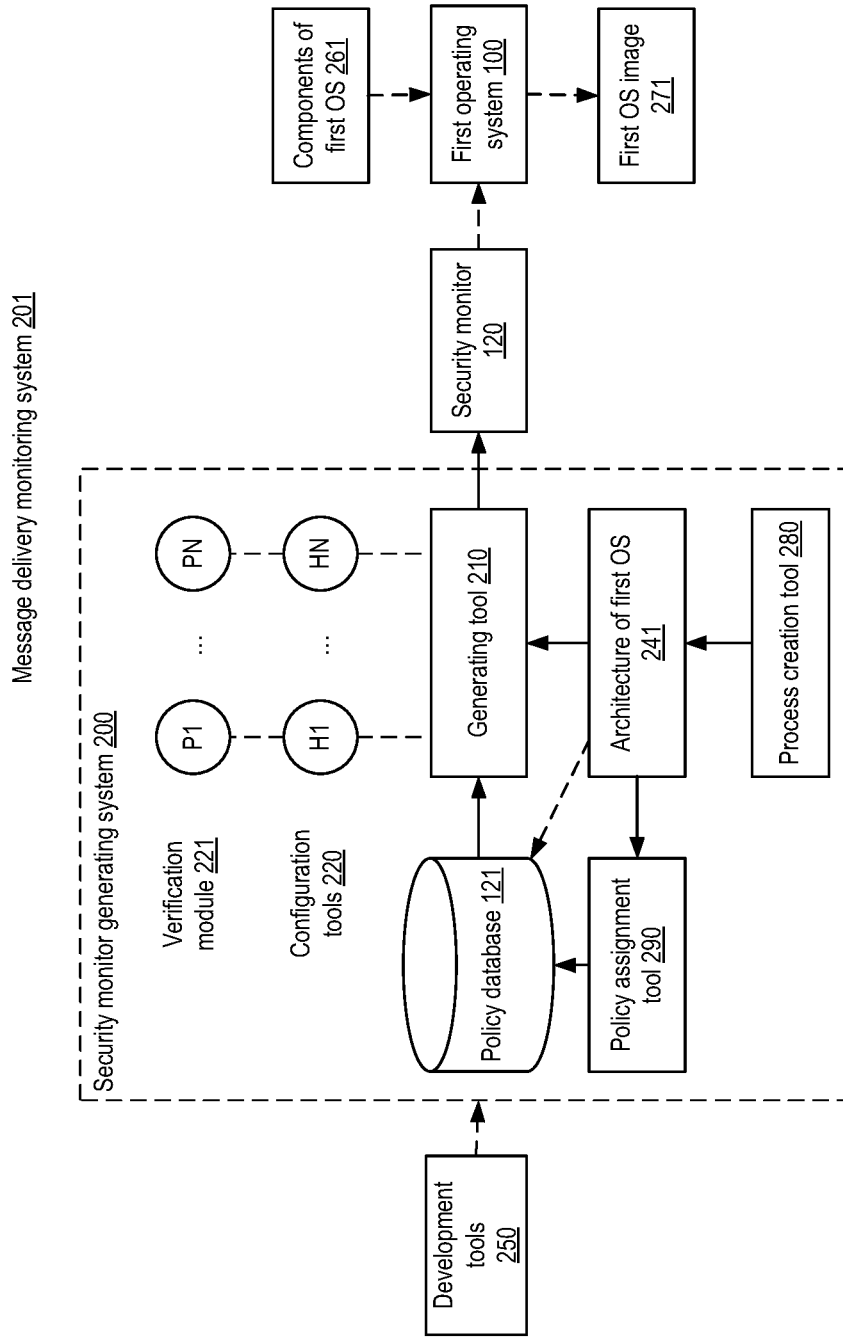 Message delivery monitoring system 201
Security monitor generating system 200
Verification
module 221
P1
...
PN
Configuration
tools 220
H1
...
HN
Development
tools
250
Policy database 121
Generating tool 210
Security monitor
120
Components of
first OS 261
First operating
system 100
First OS image
271
Policy assignment
tool 290
Architecture of first OS
241
Process creation tool 280